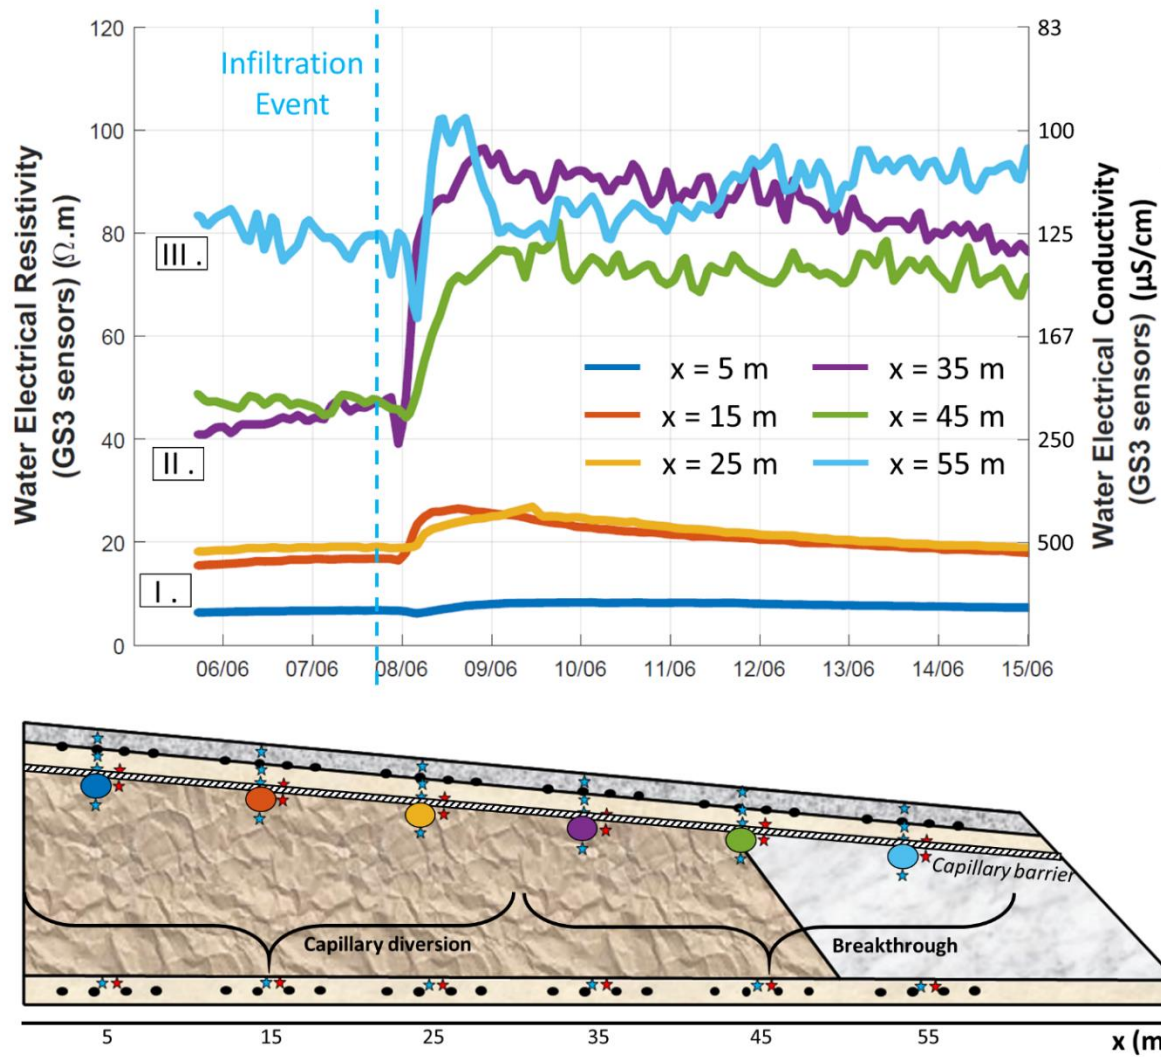 Water Electrical Resistivity
(GS3 sensors) (Ω.m)
120
100
80
60
40
20
0
Infiltration
Event
III .
II .
I .
x = 5 m
x = 35 m
x = 15 m
x = 45 m
x = 25 m
x = 55 m
83
100
125
167
250
500
Water Electrical Conductivity
(GS3 sensors) (µS/cm)
06/06
07/06
08/06
09/06
10/06
11/06
12/06
13/06
14/06
15/06
Capillary barrier
Capillary diversion
Breakthrough
5
15
25
35
45
55
x (m